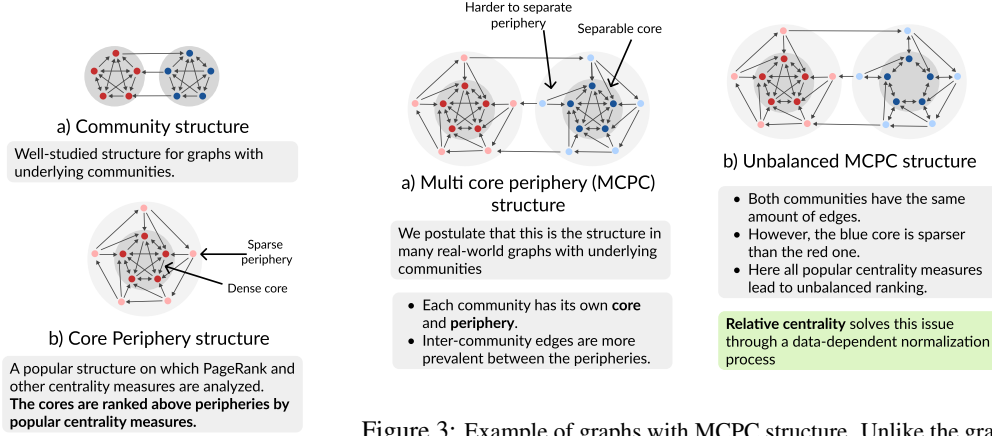 a) Community structure
Well-studied structure for graphs with
underlying communities.
Sparse
periphery
Dense core
b) Core Periphery structure
A popular structure on which PageRank and
other centrality measures are analyzed.
The cores are ranked above peripheries by
popular centrality measures.
Harder to separate
periphery
Separable core
a) Multi core periphery (MCPC)
structure
We postulate that this is the structure in
many real-world graphs with underlying
communities
• Each community has its own core
and periphery.
• Inter-community edges are more
prevalent between the peripheries.
b) Unbalanced MCPC structure
• Both communities have the same
amount of edges.
• However, the blue core is sparser
than the red one.
• Here all popular centrality measures
lead to unbalanced ranking.
Relative centrality solves this issue
through a data-dependent normalization
process
Figure 3: Example of graphs with MCPC structure. Unlike the gra